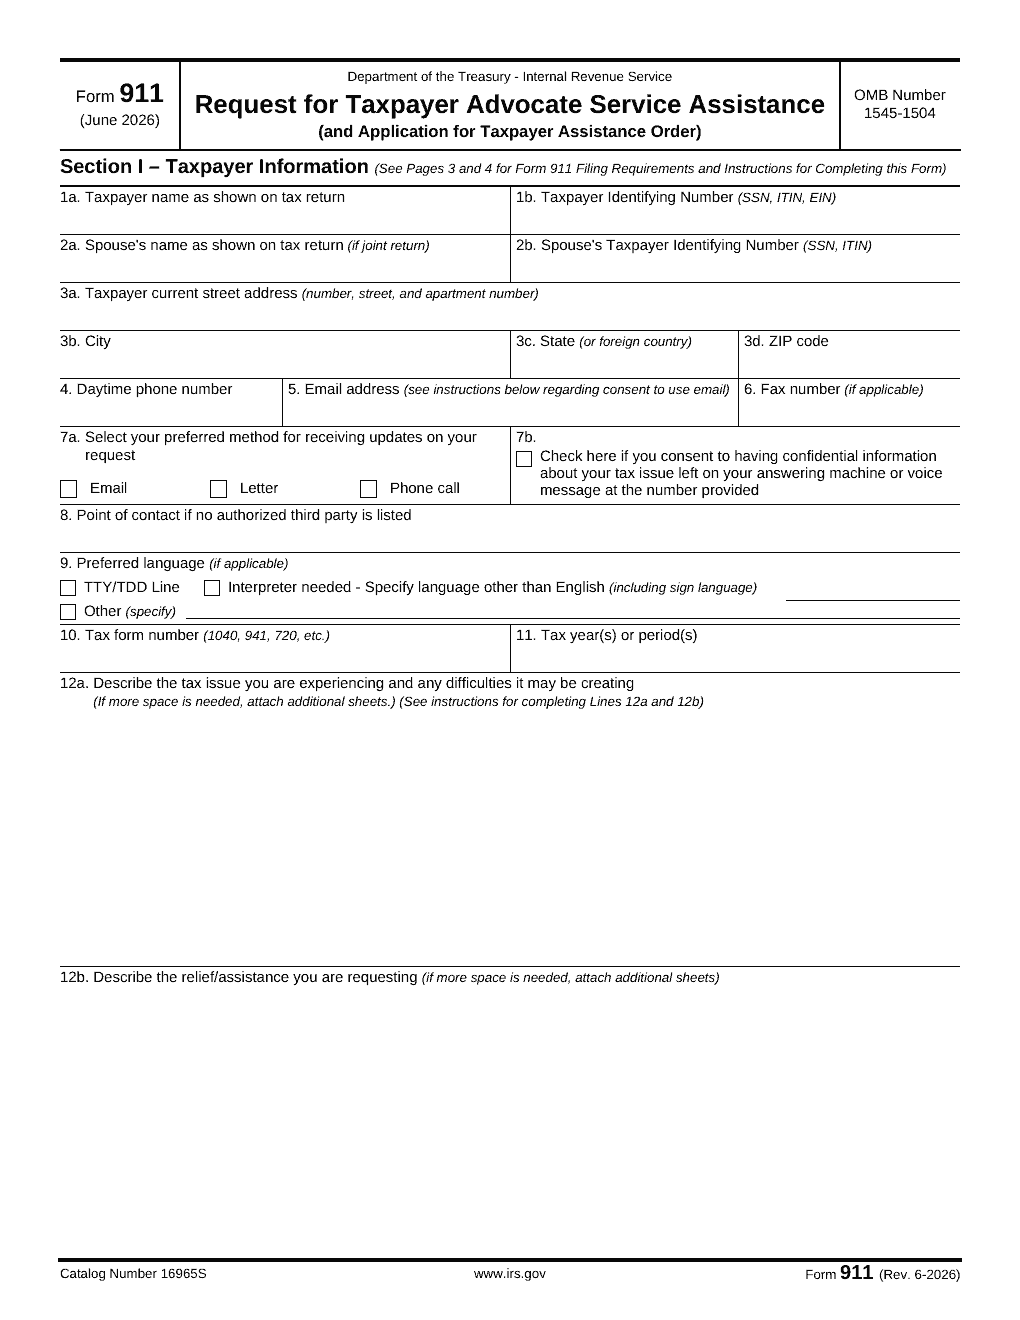 Form 911
(June 2026)
Department of the Treasury - Internal Revenue Service
Request for Taxpayer Advocate Service Assistance
(and Application for Taxpayer Assistance Order)
OMB Number
1545-1504
Section I – Taxpayer Information (See Pages 3 and 4 for Form 911 Filing Requirements and Instructions for Completing this Form)
1a. Taxpayer name as shown on tax return
1b. Taxpayer Identifying Number (SSN, ITIN, EIN)
2a. Spouse's name as shown on tax return (if joint return)
2b. Spouse's Taxpayer Identifying Number (SSN, ITIN)
3a. Taxpayer current street address (number, street, and apartment number)
3b. City
3c. State (or foreign country)
3d. ZIP code
4. Daytime phone number
5. Email address (see instructions below regarding consent to use email)
6. Fax number (if applicable)
7a. Select your preferred method for receiving updates on your
request
Email
Letter
Phone call
7b.
Check here if you consent to having confidential information
about your tax issue left on your answering machine or voice
message at the number provided
8. Point of contact if no authorized third party is listed
9. Preferred language (if applicable)
TTY/TDD Line
Interpreter needed - Specify language other than English (including sign language)
Other (specify)
10. Tax form number (1040, 941, 720, etc.)
11. Tax year(s) or period(s)
12a. Describe the tax issue you are experiencing and any difficulties it may be creating
(If more space is needed, attach additional sheets.) (See instructions for completing Lines 12a and 12b)
12b. Describe the relief/assistance you are requesting (if more space is needed, attach additional sheets)
Catalog Number 16965S
www.irs.gov
Form 911 (Rev. 6-2026)